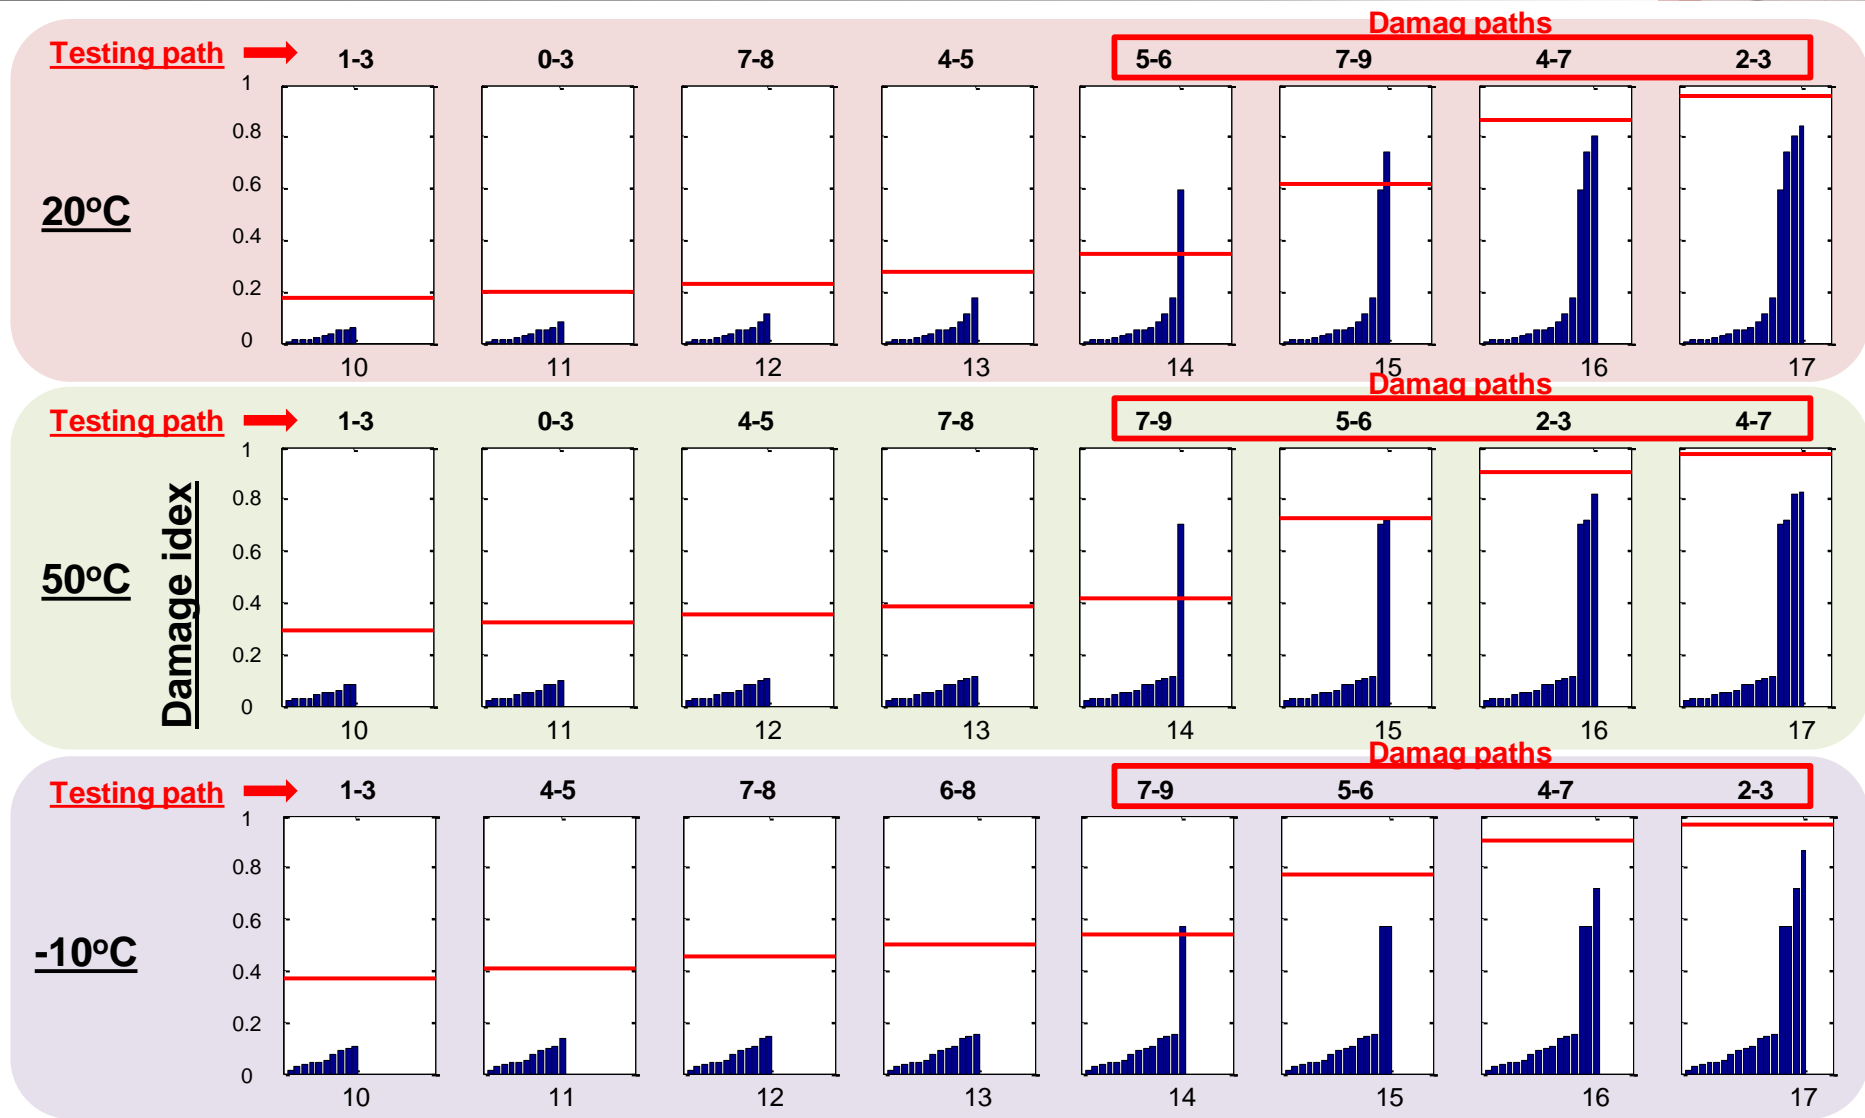 Damag paths
Testing path 1-3 0-3 7-8 4-5 5-6 7-9 4-7 2-3
1
0.8
0.6
20°C
0.4
0.2
0
10 11 12 13 14 15 16 17
Damag paths
Testing path 1-3 0-3 4-5 7-8 7-9 5-6 2-3 4-7
1
0.8
0.6
50°C
Damage idex
0.4
0.2
0
10 11 12 13 14 15 16 17
Damag paths
Testing path 1-3 4-5 7-8 6-8 7-9 5-6 4-7 2-3
1
0.8
0.6
-10°C
0.4
0.2
0
10 11 12 13 14 15 16 17